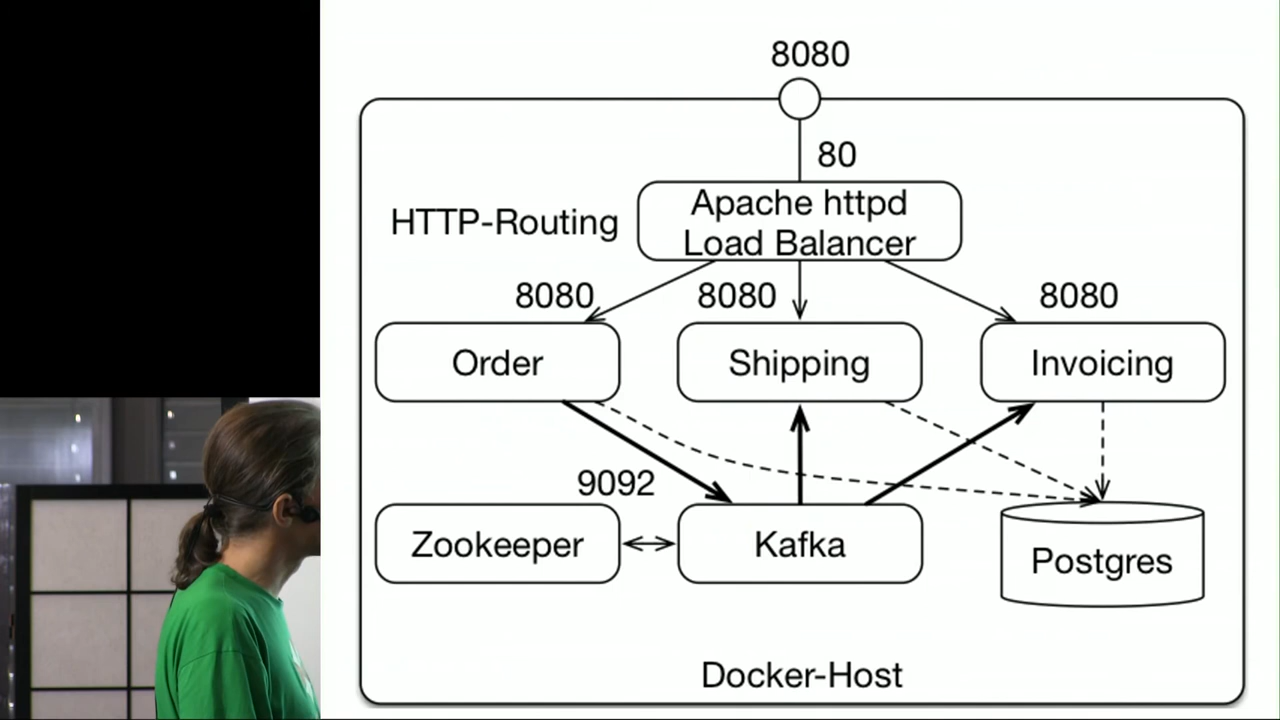 8080
80
Apache httpd
Load Balancer
HTTP-Routing
8080
8080
8080
Order
Shipping
Invoicing
9092
Zookeeper
Kafka
Postgres
Docker-Host